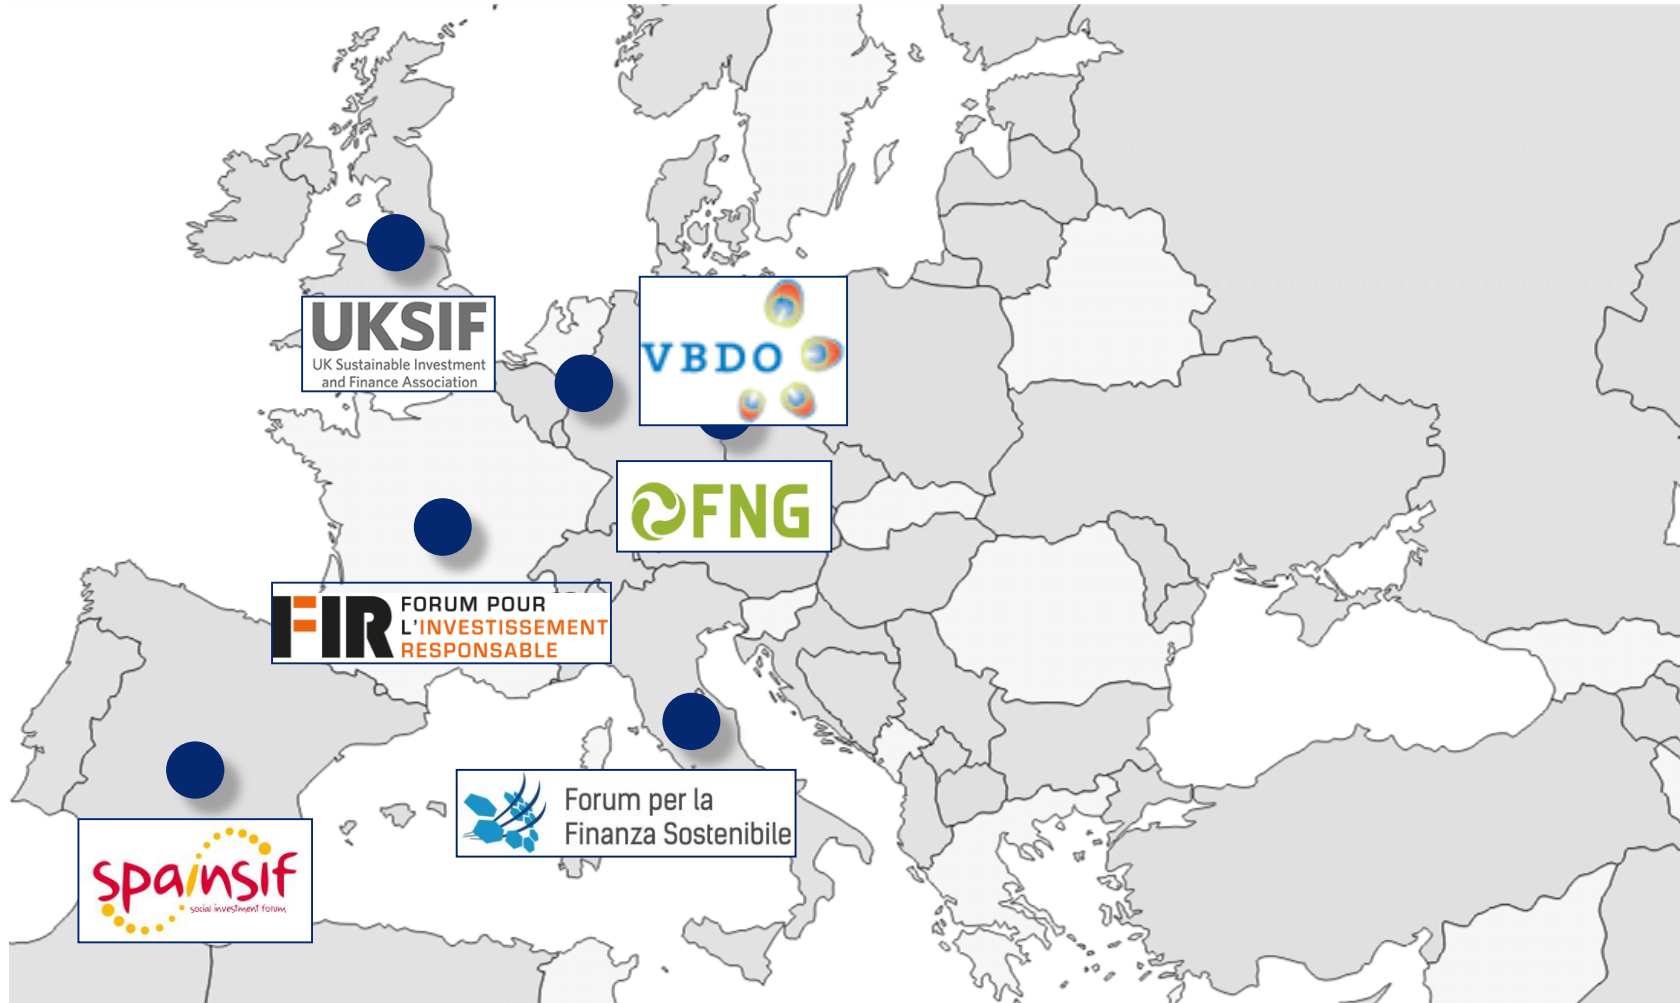 UKSIF
UK Sustainable Investment
and Finance Association
VBDO
FNG
FIR
FORUM POUR
L'INVESTISSEMENT
RESPONSABLE
Forum per la
Finanza Sostenibile
spainsif
social investment forum